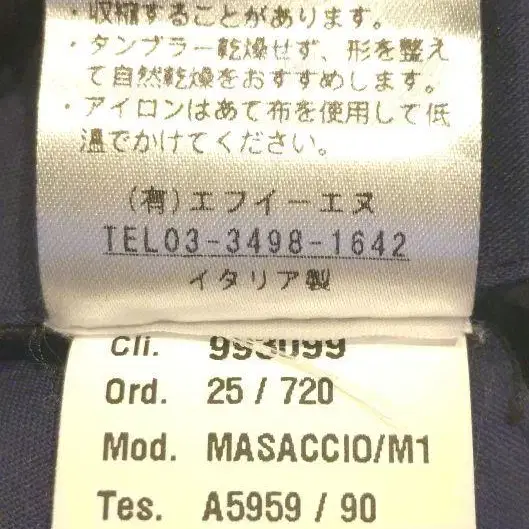 ・収縮することがあります。
・タンブラー乾燥せず、形を整え
て自然乾燥をおすすめします。
・アイロンはあて布を使用して低
温でかけてください。
(有)エフイーエヌ
TEL03-3498-1642
イタリア製
Cli. 993099
Ord. 25 / 720
Mod. MASACCIO/M1
Tes. A5959 / 90